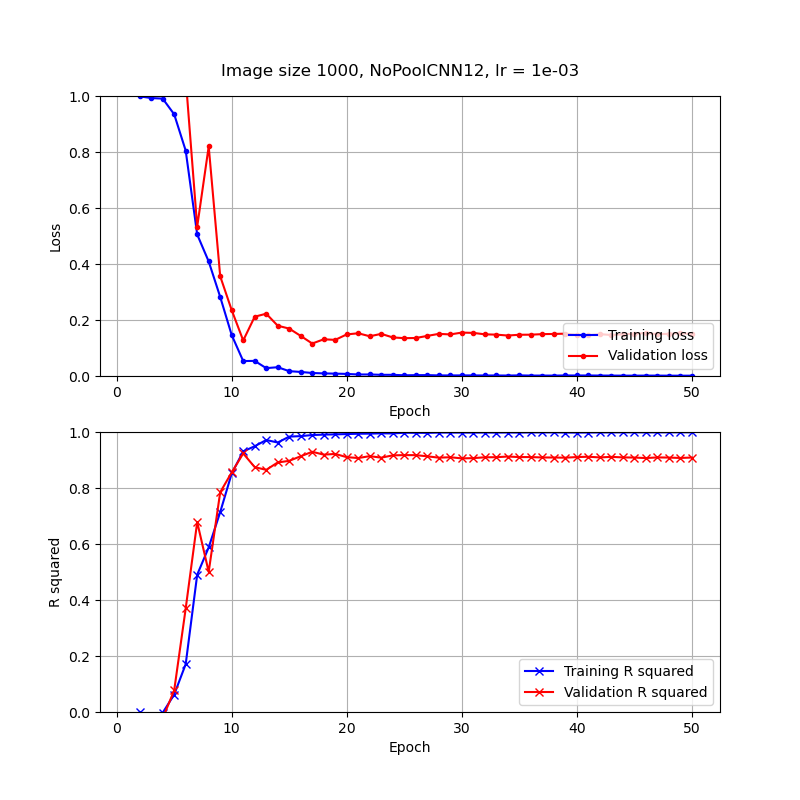 Image size 1000, NoPoolCNN12, lr = 1e-03
1.0
0.8
0.6
0.4
0.2
0.0
Loss
Training loss
Validation loss
0 10 20 30 40 50
Epoch
1.0
0.8
0.6
0.4
0.2
0.0
R squared
Training R squared
Validation R squared
0 10 20 30 40 50
Epoch